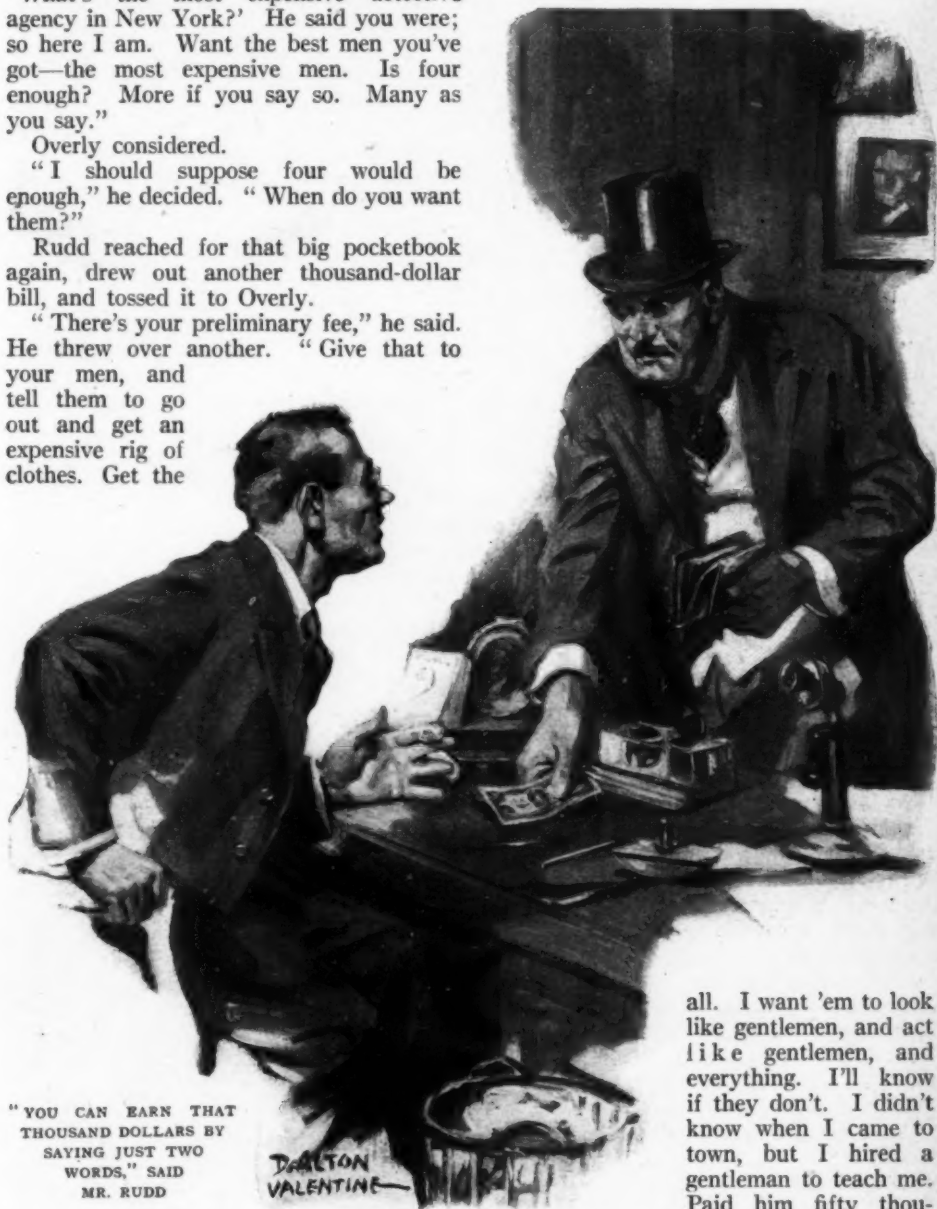 agency in New York?' He said you were;
so here I am. Want the best men you've
got—the most expensive men. Is four
enough? More if you say so. Many as
you say."
Overly considered.
"I should suppose four would be
enough," he decided. "When do you want
them?"
Rudd reached for that big pocketbook
again, drew out another thousand-dollar
bill, and tossed it to Overly.
"There's your preliminary fee," he said.
He threw over another. "Give that to
your men, and
tell them to go
out and get an
expensive rig of
clothes. Get the
"YOU CAN EARN THAT
THOUSAND DOLLARS BY
SAYING JUST TWO
WORDS," SAID
MR. RUDD
DALTON
VALENTINE
all. I want 'em to look
like gentlemen, and act
like gentlemen, and
everything. I'll know
if they don't. I didn't
know when I came to
town, but I hired a
gentleman to teach me.
Paid him fifty thou-